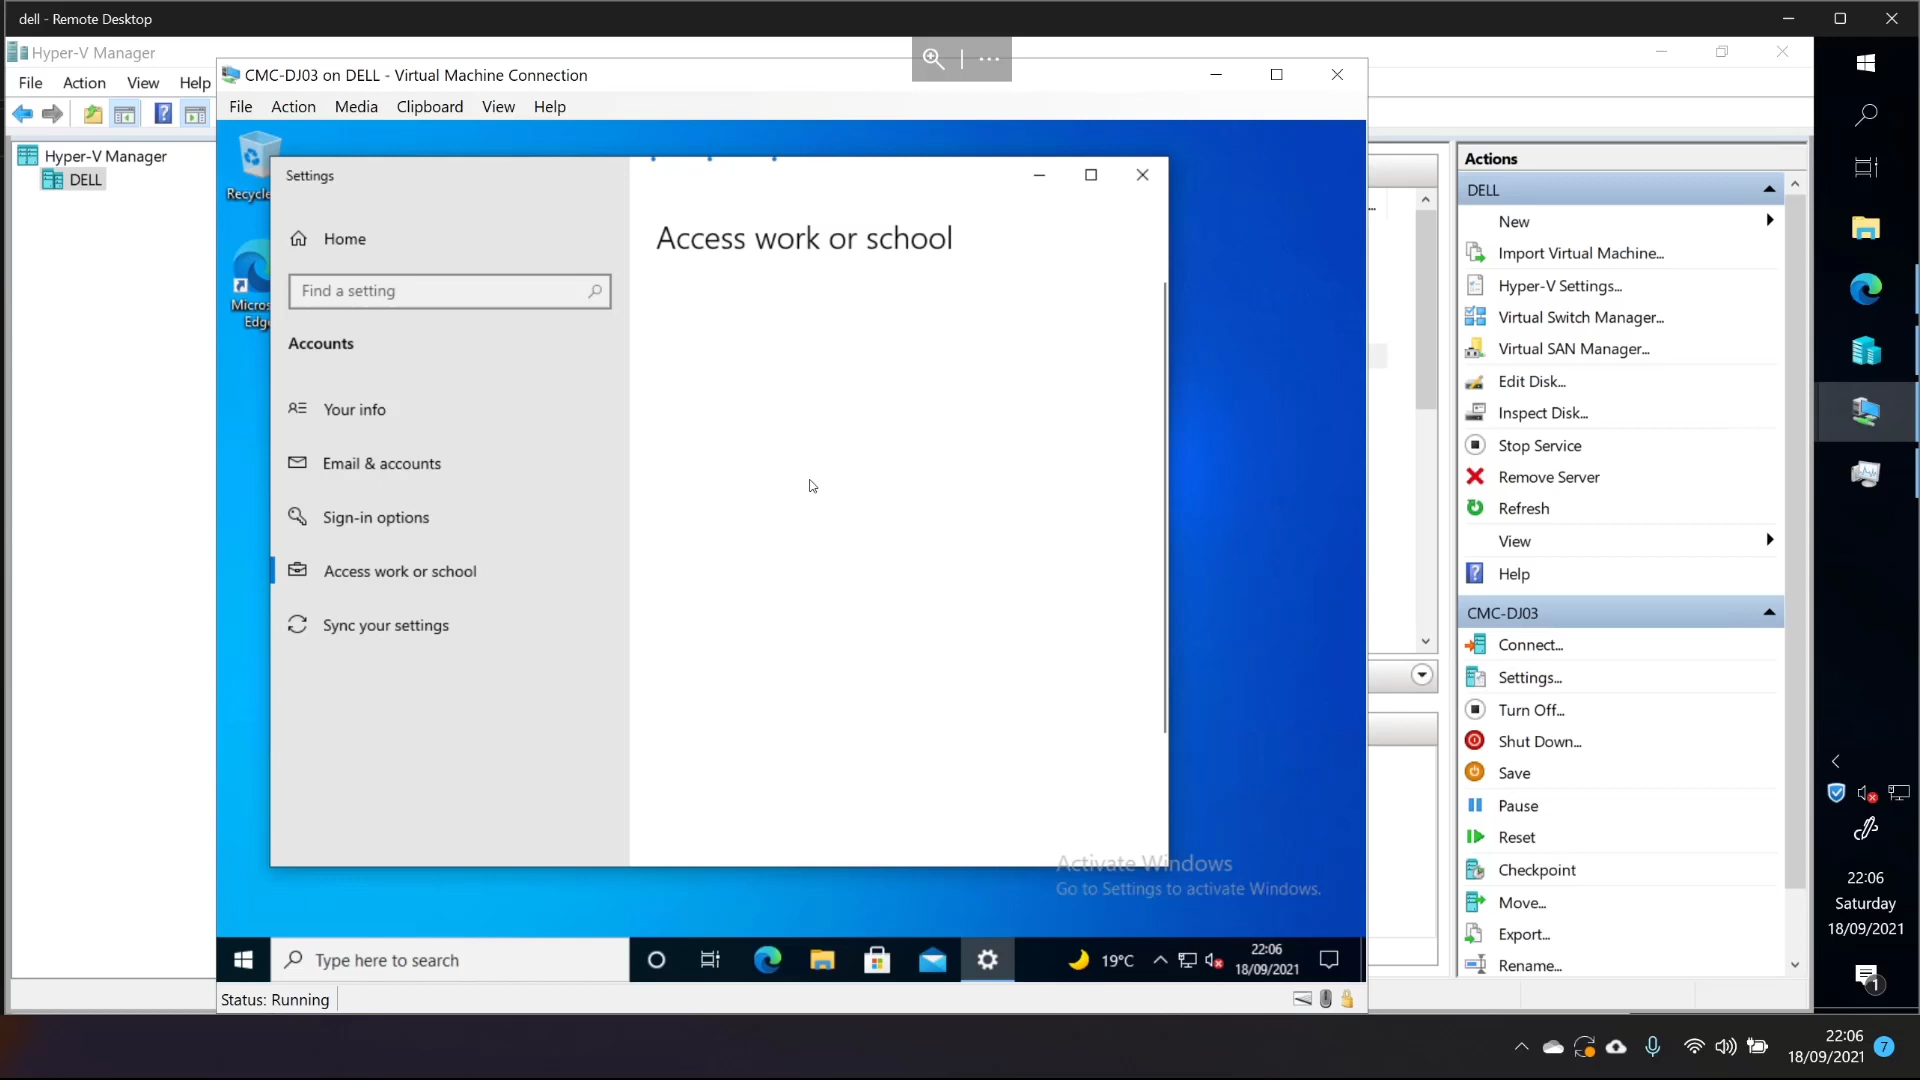 dell - Remote Desktop
Hyper-V Manager
File Action View Help
Hyper-V Manager
DELL
CMC-DJ03 on DELL - Virtual Machine Connection
File Action Media Clipboard View Help
Recycle
Micros
Edge
Settings
Home
Find a setting
Accounts
Your info
Email & accounts
Sign-in options
Access work or school
Sync your settings
Access work or school
Activate Windows
Go to Settings to activate Windows.
Type here to search
19°C
22:06
18/09/2021
Status: Running
Actions
DELL
New
Import Virtual Machine...
Hyper-V Settings...
Virtual Switch Manager...
Virtual SAN Manager...
Edit Disk...
Inspect Disk...
Stop Service
Remove Server
Refresh
View
Help
CMC-DJ03
Connect...
Settings...
Turn Off...
Shut Down...
Save
Pause
Reset
Checkpoint
Move...
Export...
Rename...
22:06
Saturday
18/09/2021
1
22:06
18/09/2021
7